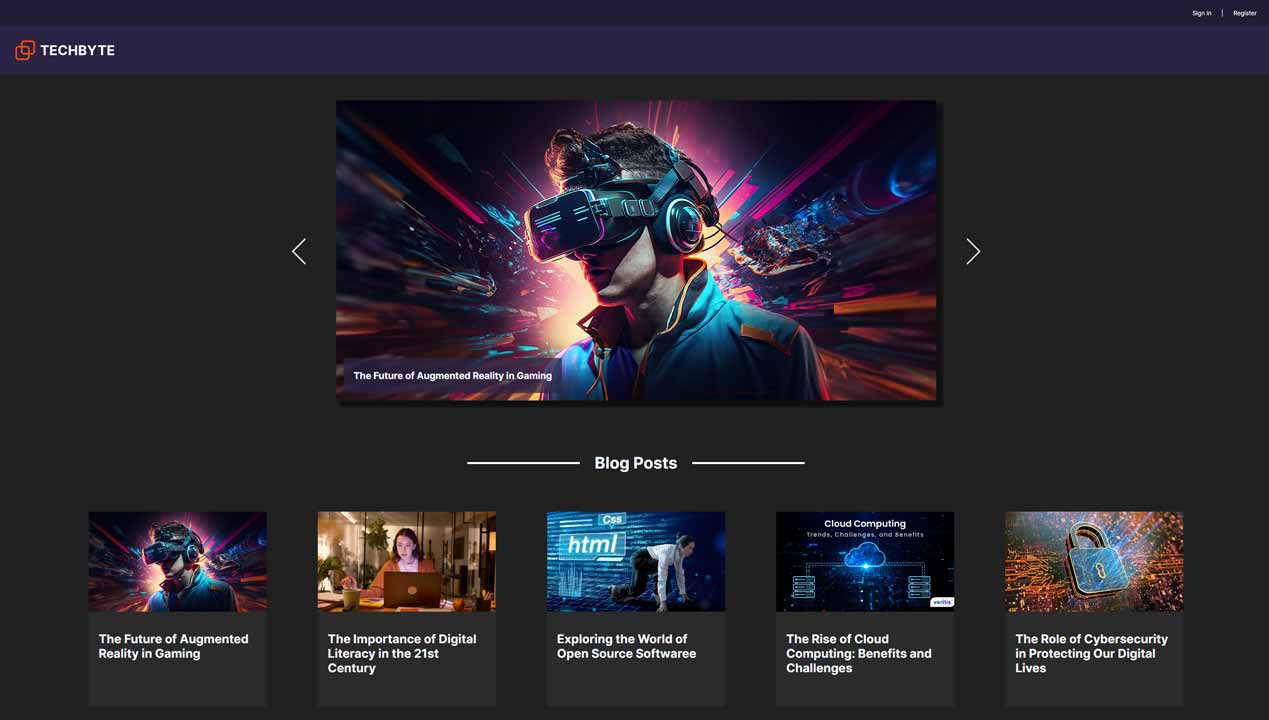 Sign in | Register
TECHBYTE
The Future of Augmented Reality in Gaming
Blog Posts
Css
html
Cloud Computing
Trends, Challenges, and Benefits
veritis
The Future of Augmented
Reality in Gaming
The Importance of Digital
Literacy in the 21st
Century
Exploring the World of
Open Source Softwaree
The Rise of Cloud
Computing: Benefits and
Challenges
The Role of Cybersecurity
in Protecting Our Digital
Lives